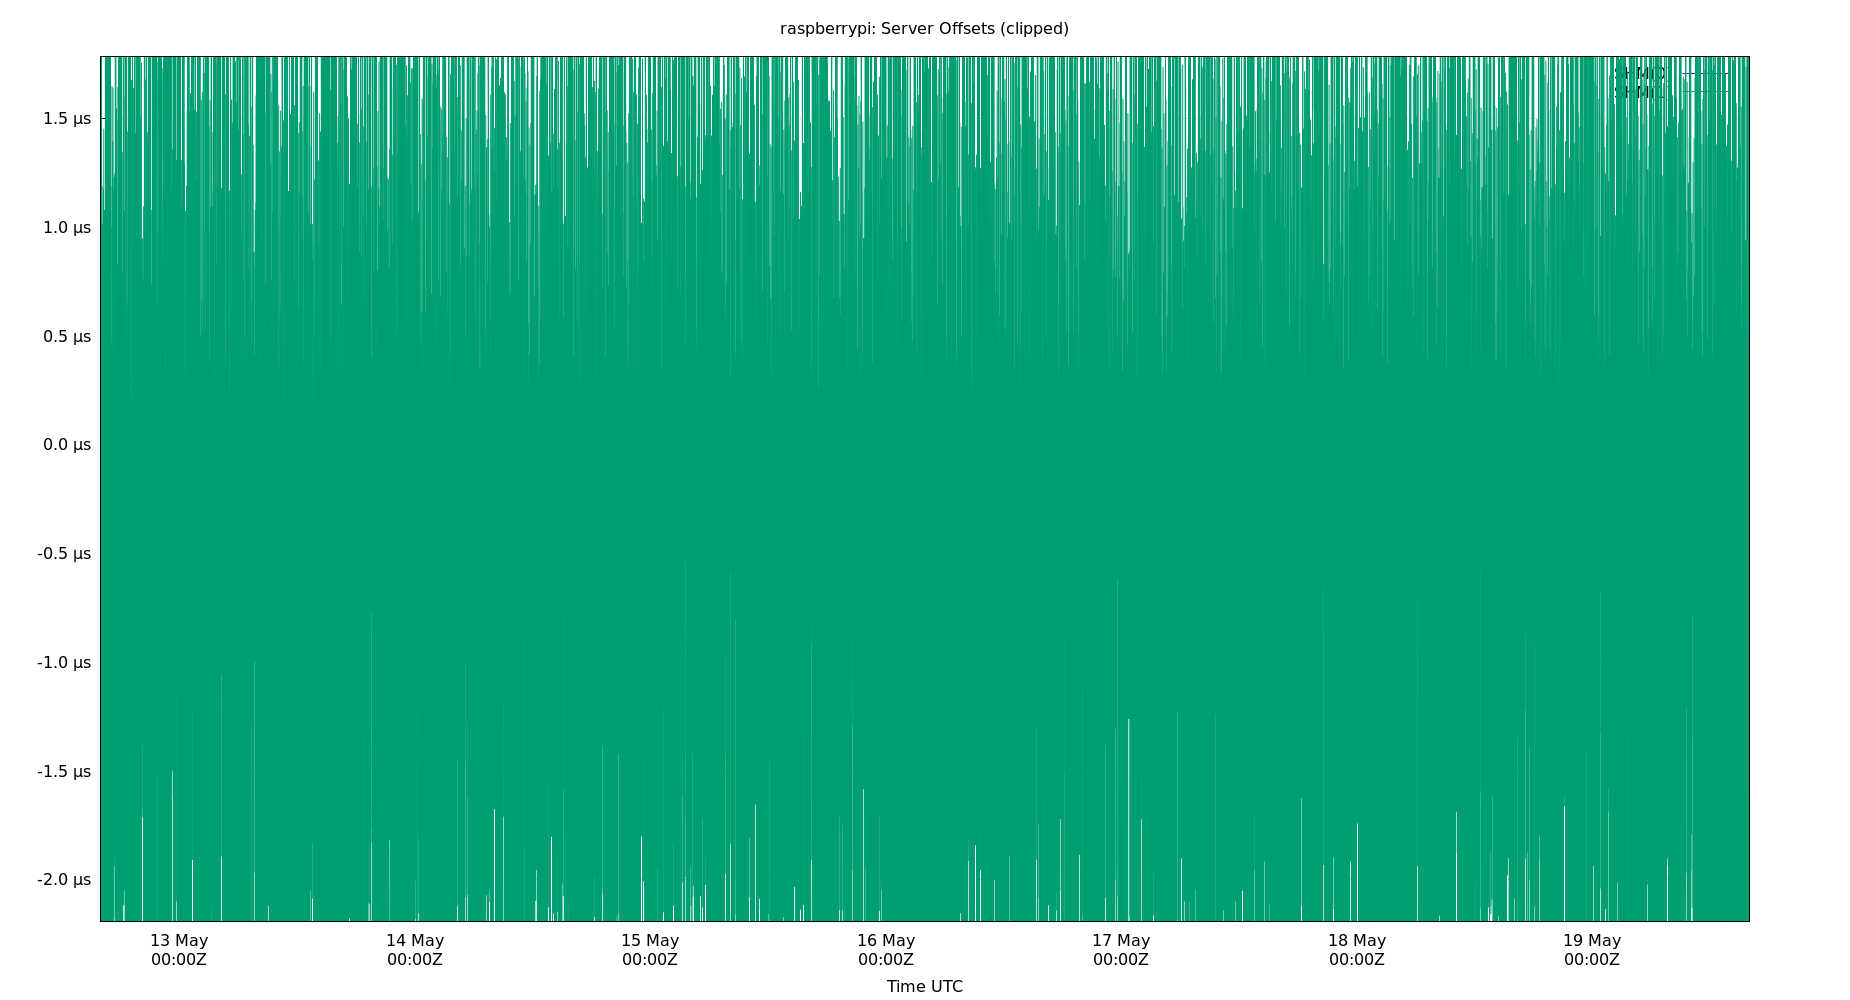 raspberrypi: Server Offsets (clipped)
1.5 µs
1.0 µs
0.5 µs
0.0 µs
-0.5 µs
-1.0 µs
-1.5 µs
-2.0 µs
13 May
00:00Z
14 May
00:00Z
15 May
00:00Z
16 May
00:00Z
17 May
00:00Z
18 May
00:00Z
19 May
00:00Z
Time UTC